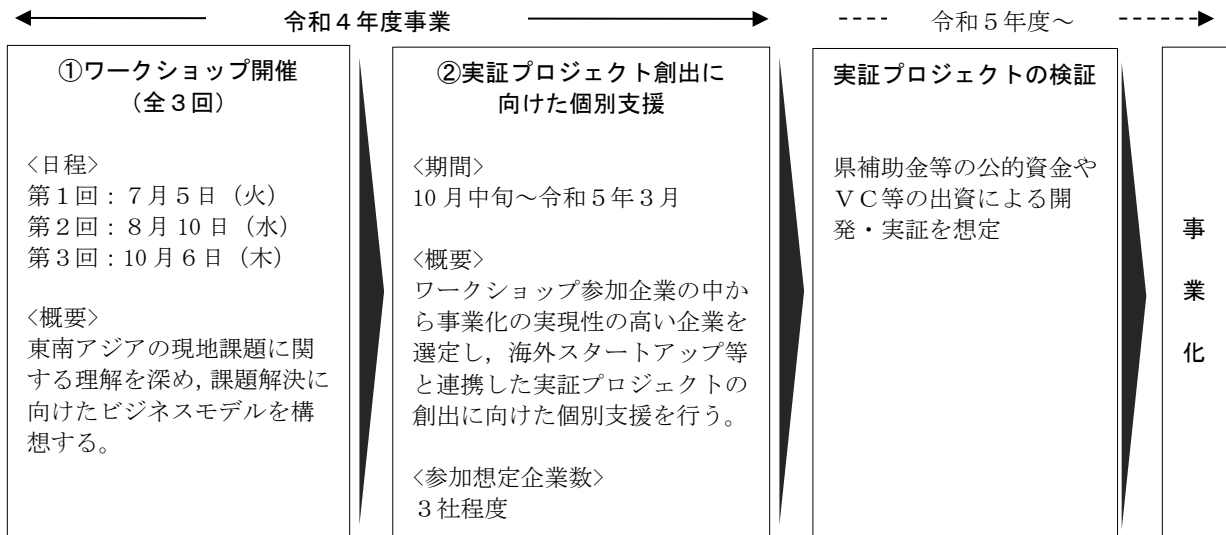 令和４年度事業
令和５年度～
①ワークショップ開催
（全３回）
<日程>
第１回：７月５日（火）
第２回：８月10日（水）
第３回：10月６日（木）
<概要>
東南アジアの現地課題に関
する理解を深め，課題解決に
向けたビジネスモデルを構
想する。
②実証プロジェクト創出に
向けた個別支援
<期間>
10月中旬～令和５年３月
<概要>
ワークショップ参加企業の中か
ら事業化の実現性の高い企業を
選定し，海外スタートアップ等
と連携した実証プロジェクトの
創出に向けた個別支援を行う。
<参加想定企業数>
３社程度
実証プロジェクトの検証
県補助金等の公的資金や
ＶＣ等の出資による開
発・実証を想定
事業化